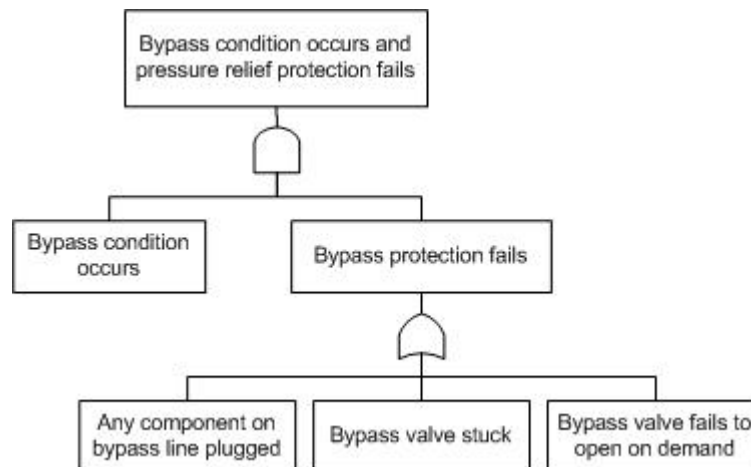 Bypass condition occurs and
pressure relief protection fails
Bypass condition
occurs
Bypass protection fails
Any component on
bypass line plugged
Bypass valve stuck
Bypass valve fails to
open on demand